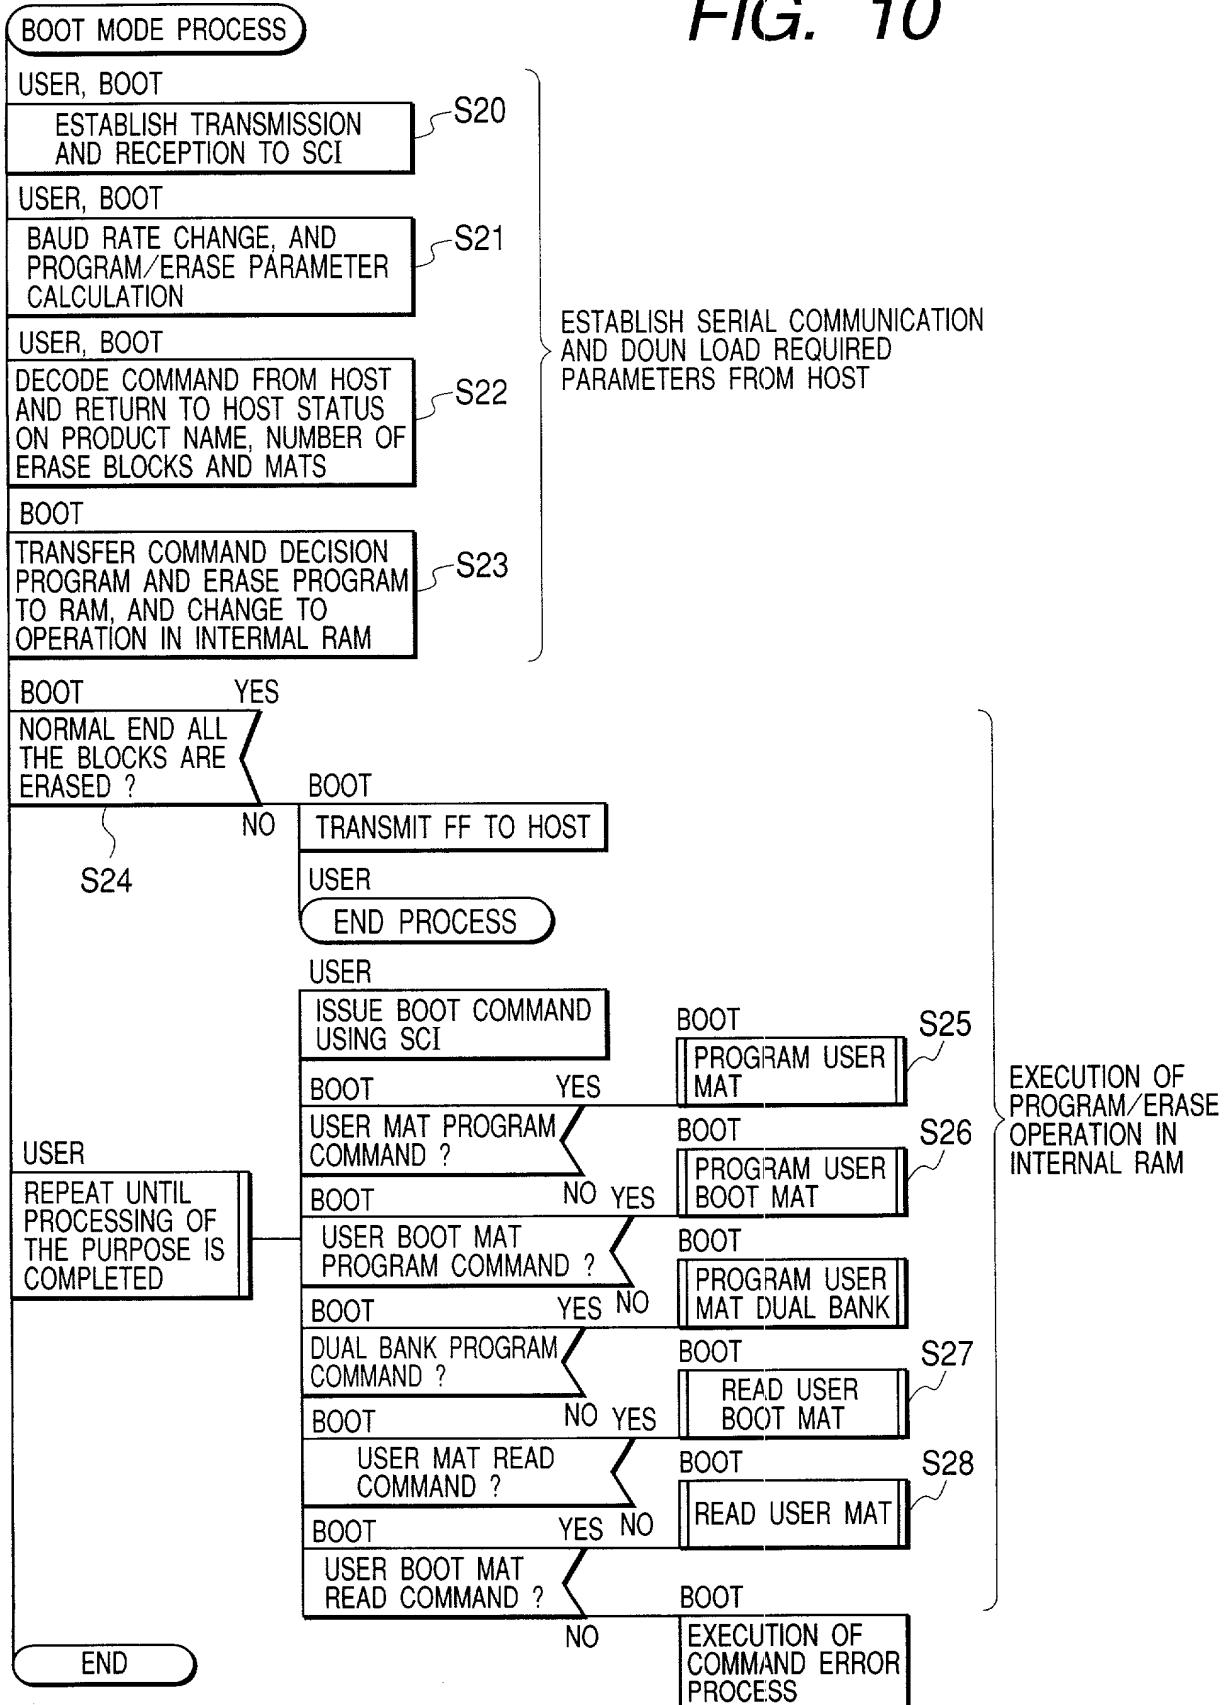 FIG. 10
BOOT MODE PROCESS
USER, BOOT
ESTABLISH TRANSMISSION
AND RECEPTION TO SCI
S20
USER, BOOT
BAUD RATE CHANGE, AND
PROGRAM/ERASE PARAMETER
CALCULATION
S21
USER, BOOT
DECODE COMMAND FROM HOST
AND RETURN TO HOST STATUS
ON PRODUCT NAME, NUMBER OF
ERASE BLOCKS AND MATS
S22
BOOT
TRANSFER COMMAND DECISION
PROGRAM AND ERASE PROGRAM
TO RAM, AND CHANGE TO
OPERATION IN INTERMAL RAM
S23
ESTABLISH SERIAL COMMUNICATION
AND DOUN LOAD REQUIRED
PARAMETERS FROM HOST
BOOT YES
NORMAL END ALL
THE BLOCKS ARE
ERASED ?
NO
S24
BOOT
TRANSMIT FF TO HOST
USER
END PROCESS
USER
REPEAT UNTIL
PROCESSING OF
THE PURPOSE IS
COMPLETED
USER
ISSUE BOOT COMMAND
USING SCI
BOOT YES
USER MAT PROGRAM
COMMAND ?
NO
BOOT
PROGRAM USER
MAT
S25
BOOT YES
USER BOOT MAT
PROGRAM COMMAND ?
NO
BOOT
PROGRAM USER
BOOT MAT
S26
BOOT YES
DUAL BANK PROGRAM
COMMAND ?
NO
BOOT
PROGRAM USER
MAT DUAL BANK
BOOT YES
USER MAT READ
COMMAND ?
NO
BOOT
READ USER
BOOT MAT
S27
BOOT YES
USER BOOT MAT
READ COMMAND ?
NO
BOOT
READ USER MAT
S28
BOOT
EXECUTION OF
COMMAND ERROR
PROCESS
EXECUTION OF
PROGRAM/ERASE
OPERATION IN
INTERNAL RAM
END